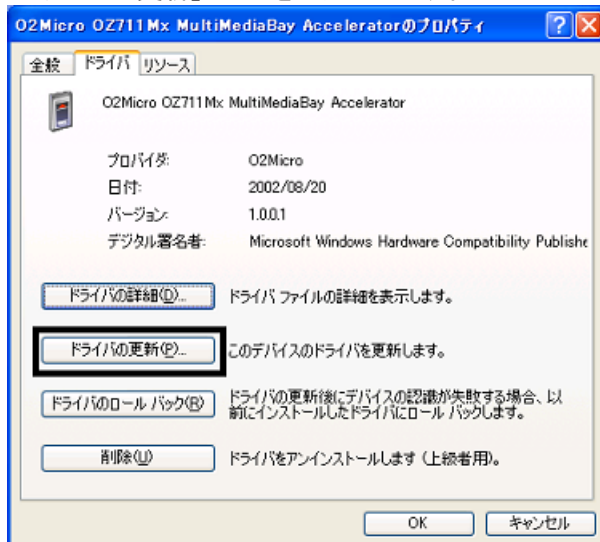 O2Micro OZ711Mx MultiMediaBay Acceleratorのプロパティ
全般 ドライバ リソース
O2Micro OZ711Mx MultiMediaBay Accelerator
プロバイダ: O2Micro
日付: 2002/08/20
バージョン: 1.0.0.1
デジタル署名者: Microsoft Windows Hardware Compatibility Publishe
ドライバの詳細(D)... ドライバ ファイルの詳細を表示します。
ドライバの更新(P)... このデバイスのドライバを更新します。
ドライバのロール バック(R) ドライバの更新後にデバイスの認識が失敗する場合、以
前にインストールしたドライバにロール バックします。
削除(U) ドライバをアンインストールします (上級者用)。
OK キャンセル